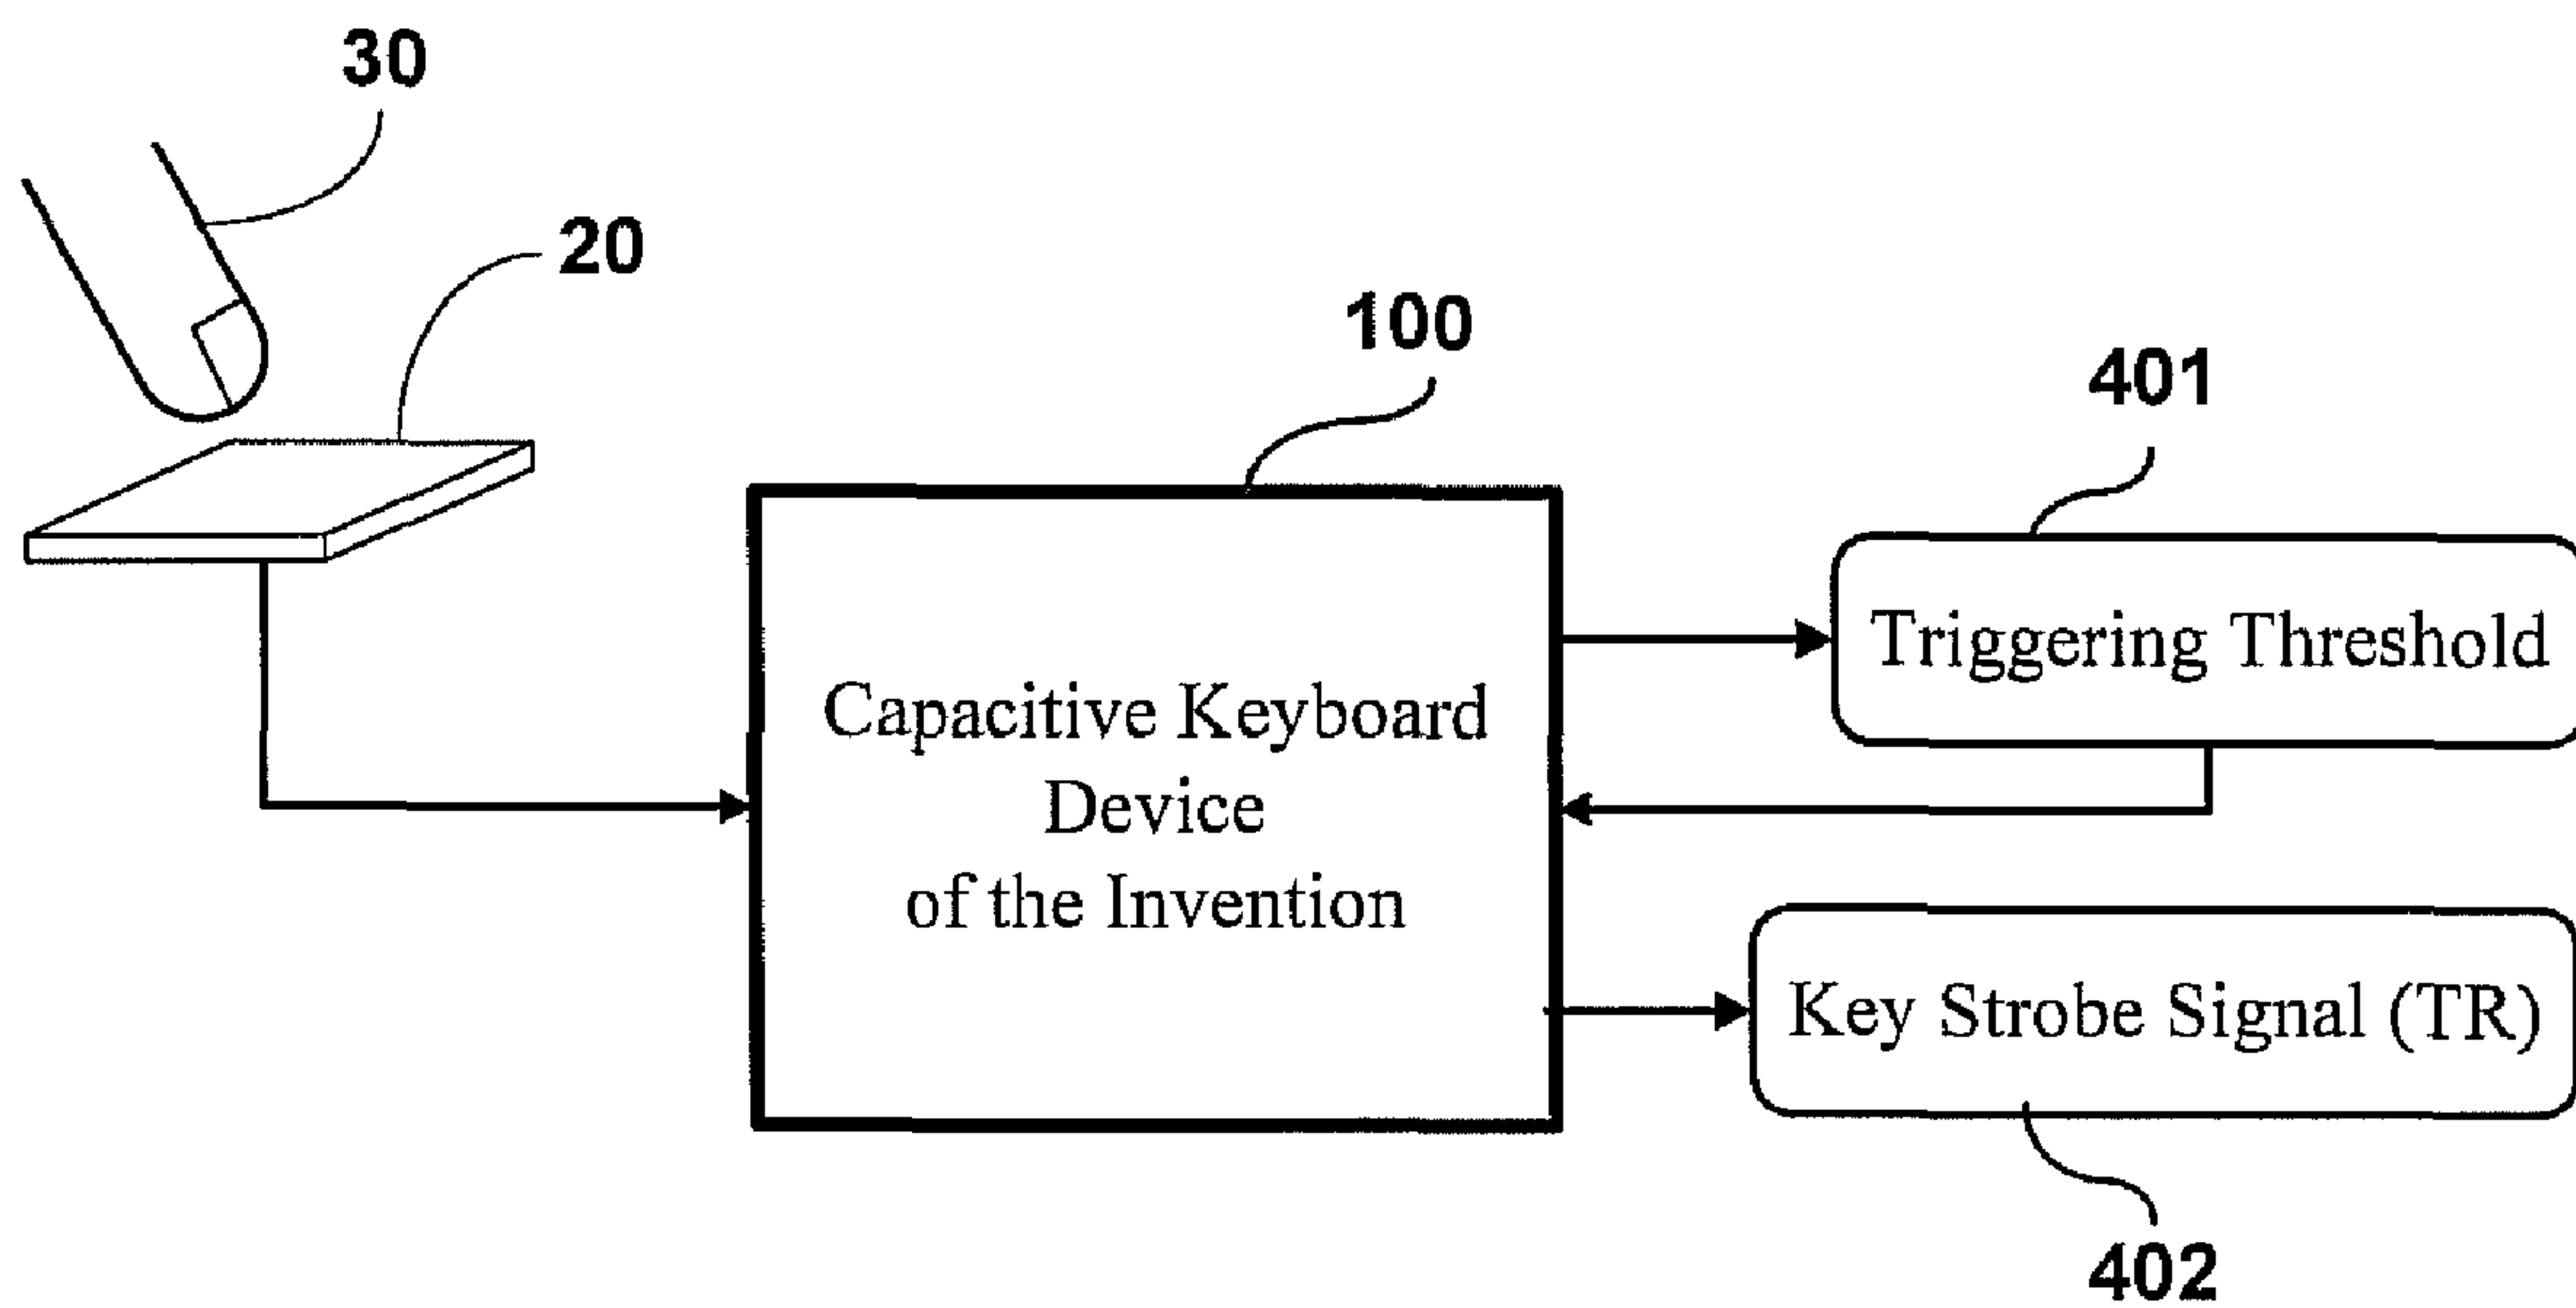 30
20
100
401
Triggering Threshold
Capacitive Keyboard
Device
of the Invention
Key Strobe Signal (TR)
402